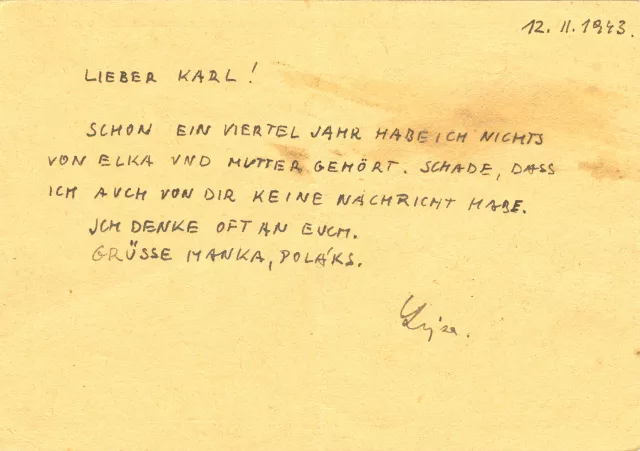 12. II. 1943.
LIEBER KARL!
SCHON EIN VIERTEL JAHR HABE ICH NICHTS
VON ELKA UND MUTTER GEHÖRT. SCHADE, DASS
ICH AUCH VON DIR KEINE NACHRICHT HABE.
ICH DENKE OFT AN EUCH.
GRÜSSE MANKA, POLÁKS.